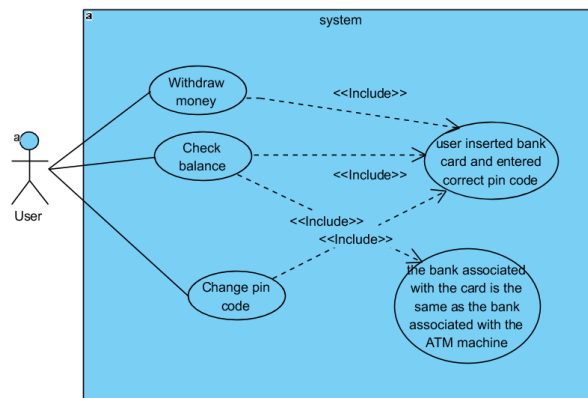 a
system
Withdraw
money
<<Include>>
a
User
Check
balance
user inserted bank
card and entered
correct pin code
<<Include>>
<<Include>>
<<Include>>
Change pin
code
the bank associated
with the card is the
same as the bank
associated with the
ATM machine